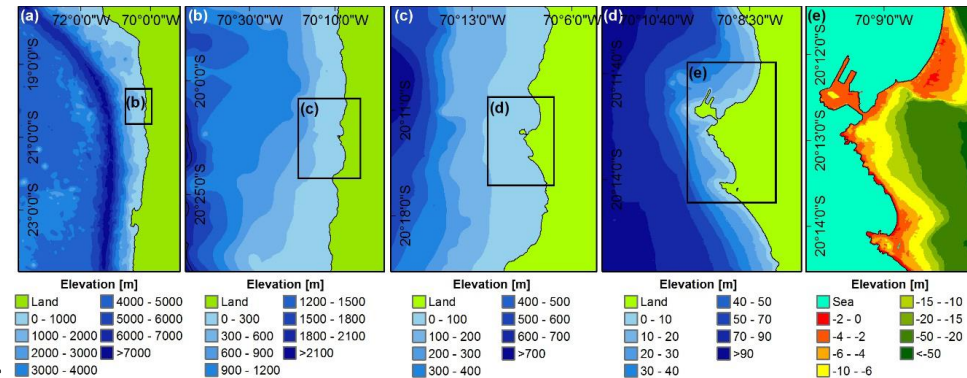 (a) 72°0'0"W 70°0'0"W
19°0'0"S
(b)
21°0'0"S
23°0'0"S
Elevation [m]
Land 4000 - 5000
0 - 1000 5000 - 6000
1000 - 2000 6000 - 7000
2000 - 3000 >7000
3000 - 4000
(b) 70°30'W 70°10'W
20°0'0"S
(c)
20°25'0"S
Elevation [m]
Land 1200 - 1500
0 - 300 1500 - 1800
300 - 600 1800 - 2100
600 - 900 >2100
900 - 1200
(c) 70°13'W 70°6'0"W
20°11'0"S
(d)
20°18'0"S
Elevation [m]
Land 400 - 500
0 - 100 500 - 600
100 - 200 600 - 700
200 - 300 >700
300 - 400
(d) 70°10'40"W 70°8'30"W
20°11'40"S
(e)
20°14'0"S
Elevation [m]
Land 40 - 50
0 - 10 50 - 70
10 - 20 70 - 90
20 - 30 >90
30 - 40
(e) 70°9'0"W
20°12'0"S
20°13'0"S
20°14'0"S
Elevation [m]
Sea -15 - -10
-2 - 0 -20 - -15
-4 - -2 -50 - -20
-6 - -4 <-50
-10 - -6